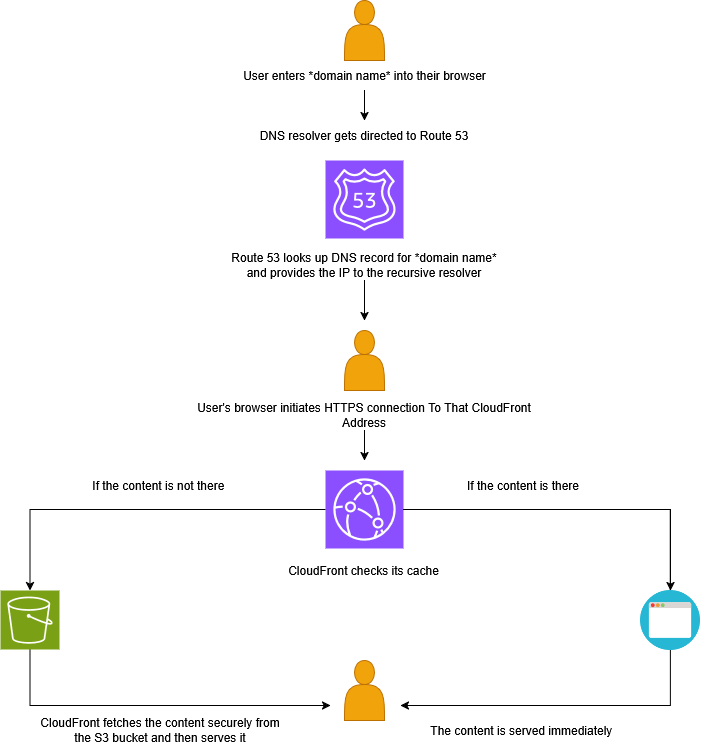 User enters *domain name* into their browser
DNS resolver gets directed to Route 53
53
Route 53 looks up DNS record for *domain name*
and provides the IP to the recursive resolver
User's browser initiates HTTPS connection To That CloudFront
Address
If the content is not there
If the content is there
CloudFront checks its cache
CloudFront fetches the content securely from
the S3 bucket and then serves it
The content is served immediately